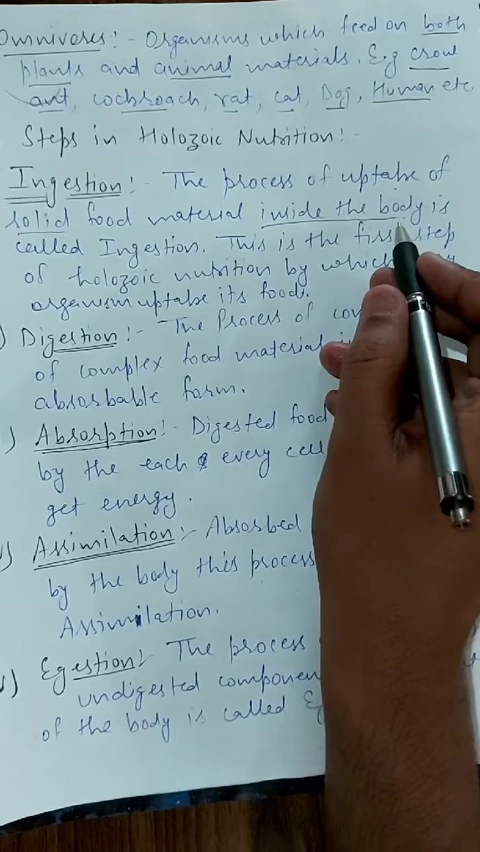 Omnivores:- Organisms which feed on both
plants and animal materials. E.g crow
ant, cockroach, rat, cat, Dog, Human etc.
Steps in Holozoic Nutrition:-
Ingestion:- The process of uptake of
solid food material inside the body is
called Ingestion. This is the first step
of holozoic nutrition by which
organism uptake its food.
) Digestion:- The Process of
of complex food material
absorbable form.
) Absorption:- Digested food
by the each & every cell
get energy.
) Assimilation:- Absorbed
by the body this process
Assimilation.
) Egestion:- The process
undigested
of the body is called